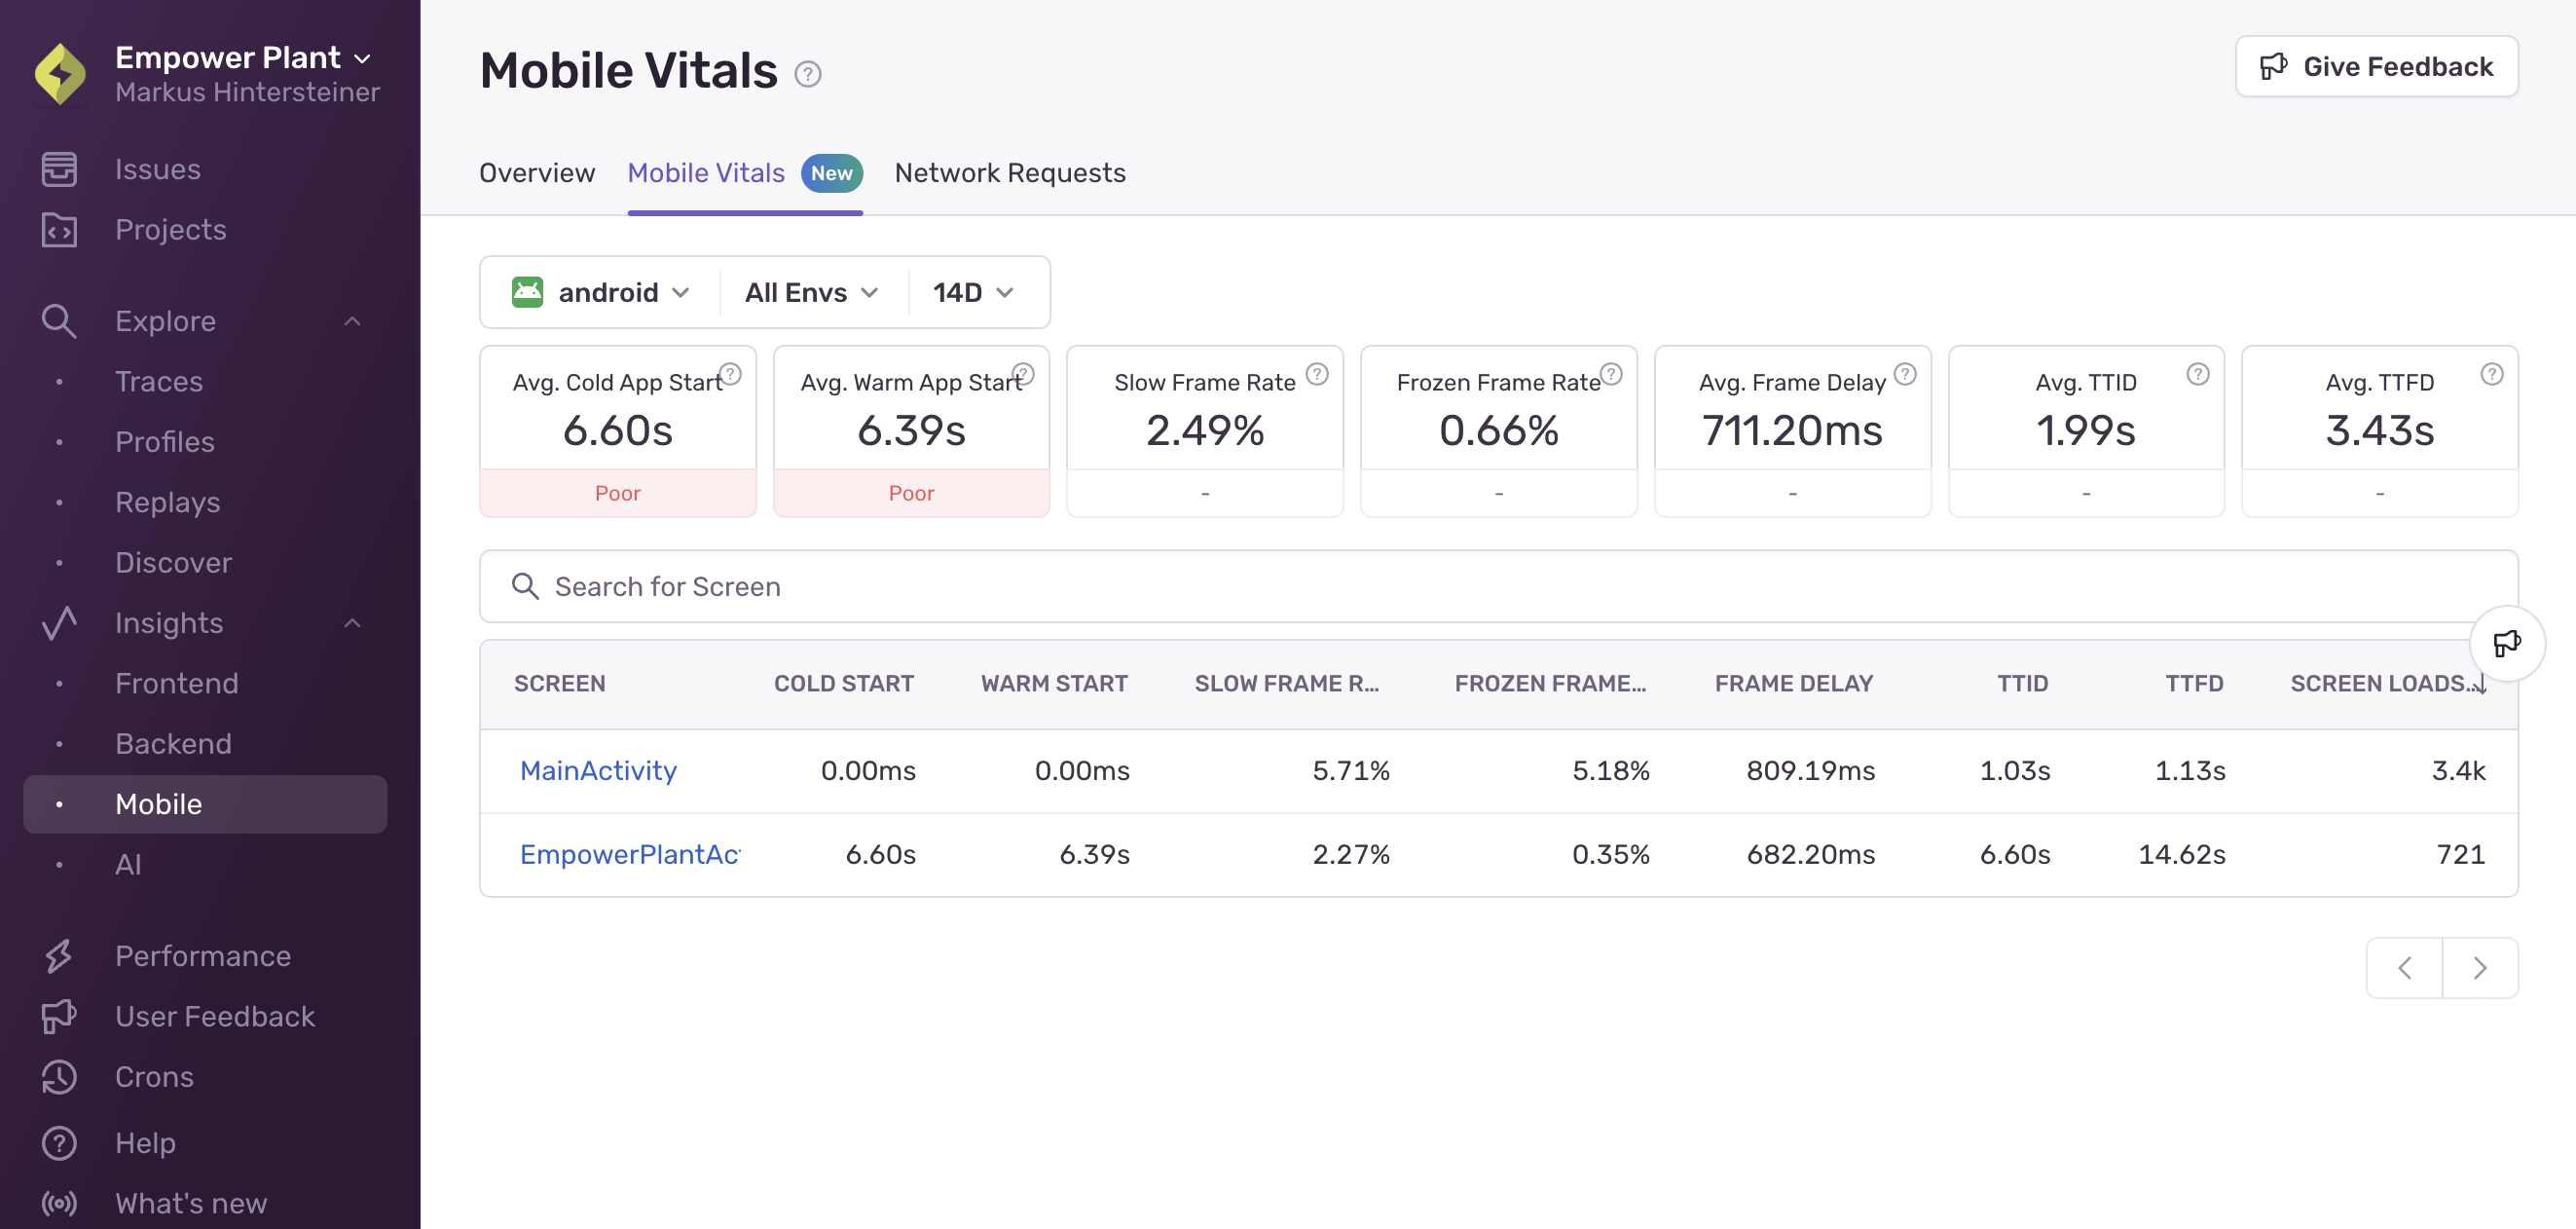 Empower Plant
Markus Hintersteiner
Issues
Projects
Explore
Traces
Profiles
Replays
Discover
Insights
Frontend
Backend
Mobile
AI
Performance
User Feedback
Crons
Help
What's new
Mobile Vitals ?
Give Feedback
Overview Mobile Vitals New Network Requests
android All Envs 14D
Avg. Cold App Start ?
6.60s
Poor
Avg. Warm App Start ?
6.39s
Poor
Slow Frame Rate ?
2.49%
-
Frozen Frame Rate ?
0.66%
-
Avg. Frame Delay ?
711.20ms
-
Avg. TTID ?
1.99s
-
Avg. TTFD ?
3.43s
-
Search for Screen
SCREEN COLD START WARM START SLOW FRAME R... FROZEN FRAME... FRAME DELAY TTID TTFD SCREEN LOADS...
MainActivity 0.00ms 0.00ms 5.71% 5.18% 809.19ms 1.03s 1.13s 3.4k
EmpowerPlantAc 6.60s 6.39s 2.27% 0.35% 682.20ms 6.60s 14.62s 721